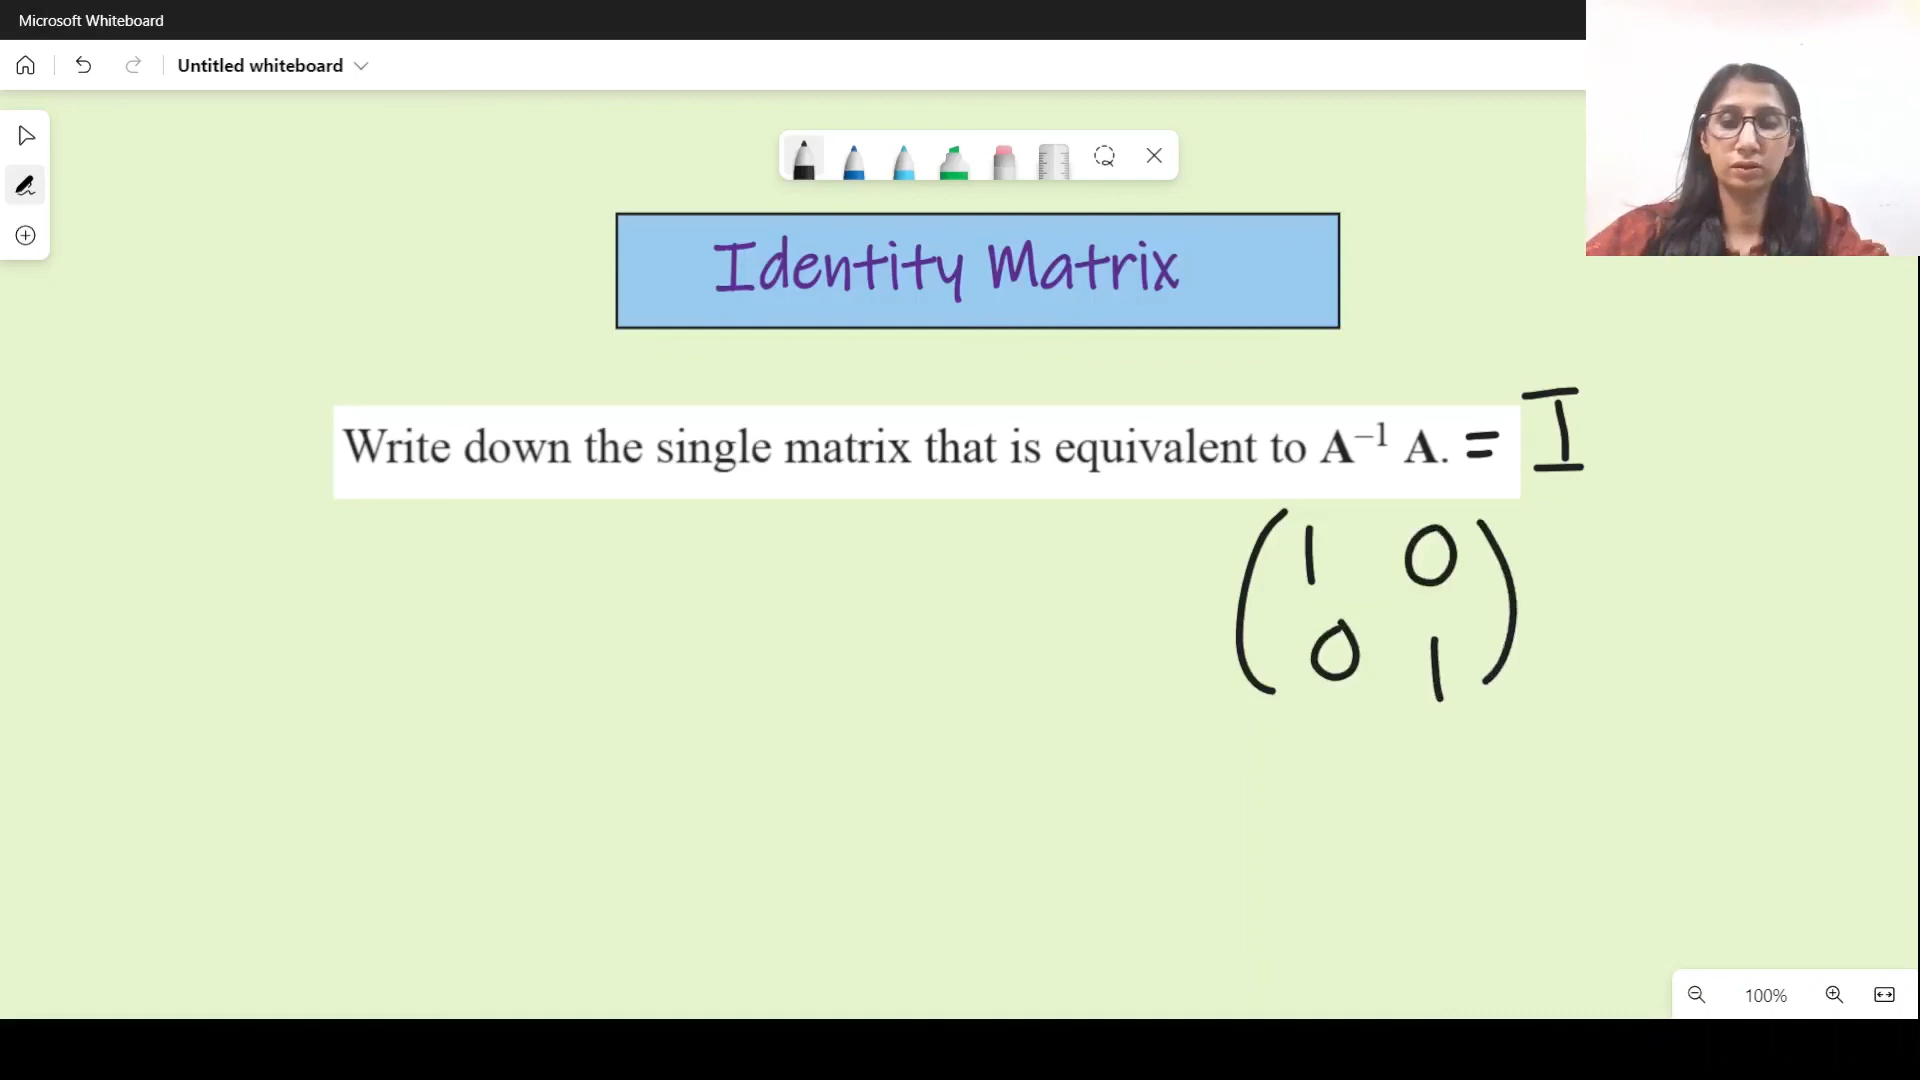 Microsoft Whiteboard
Untitled whiteboard
Identity Matrix
Write down the single matrix that is equivalent to A⁻¹ A. = I
1 0
0 1
100%